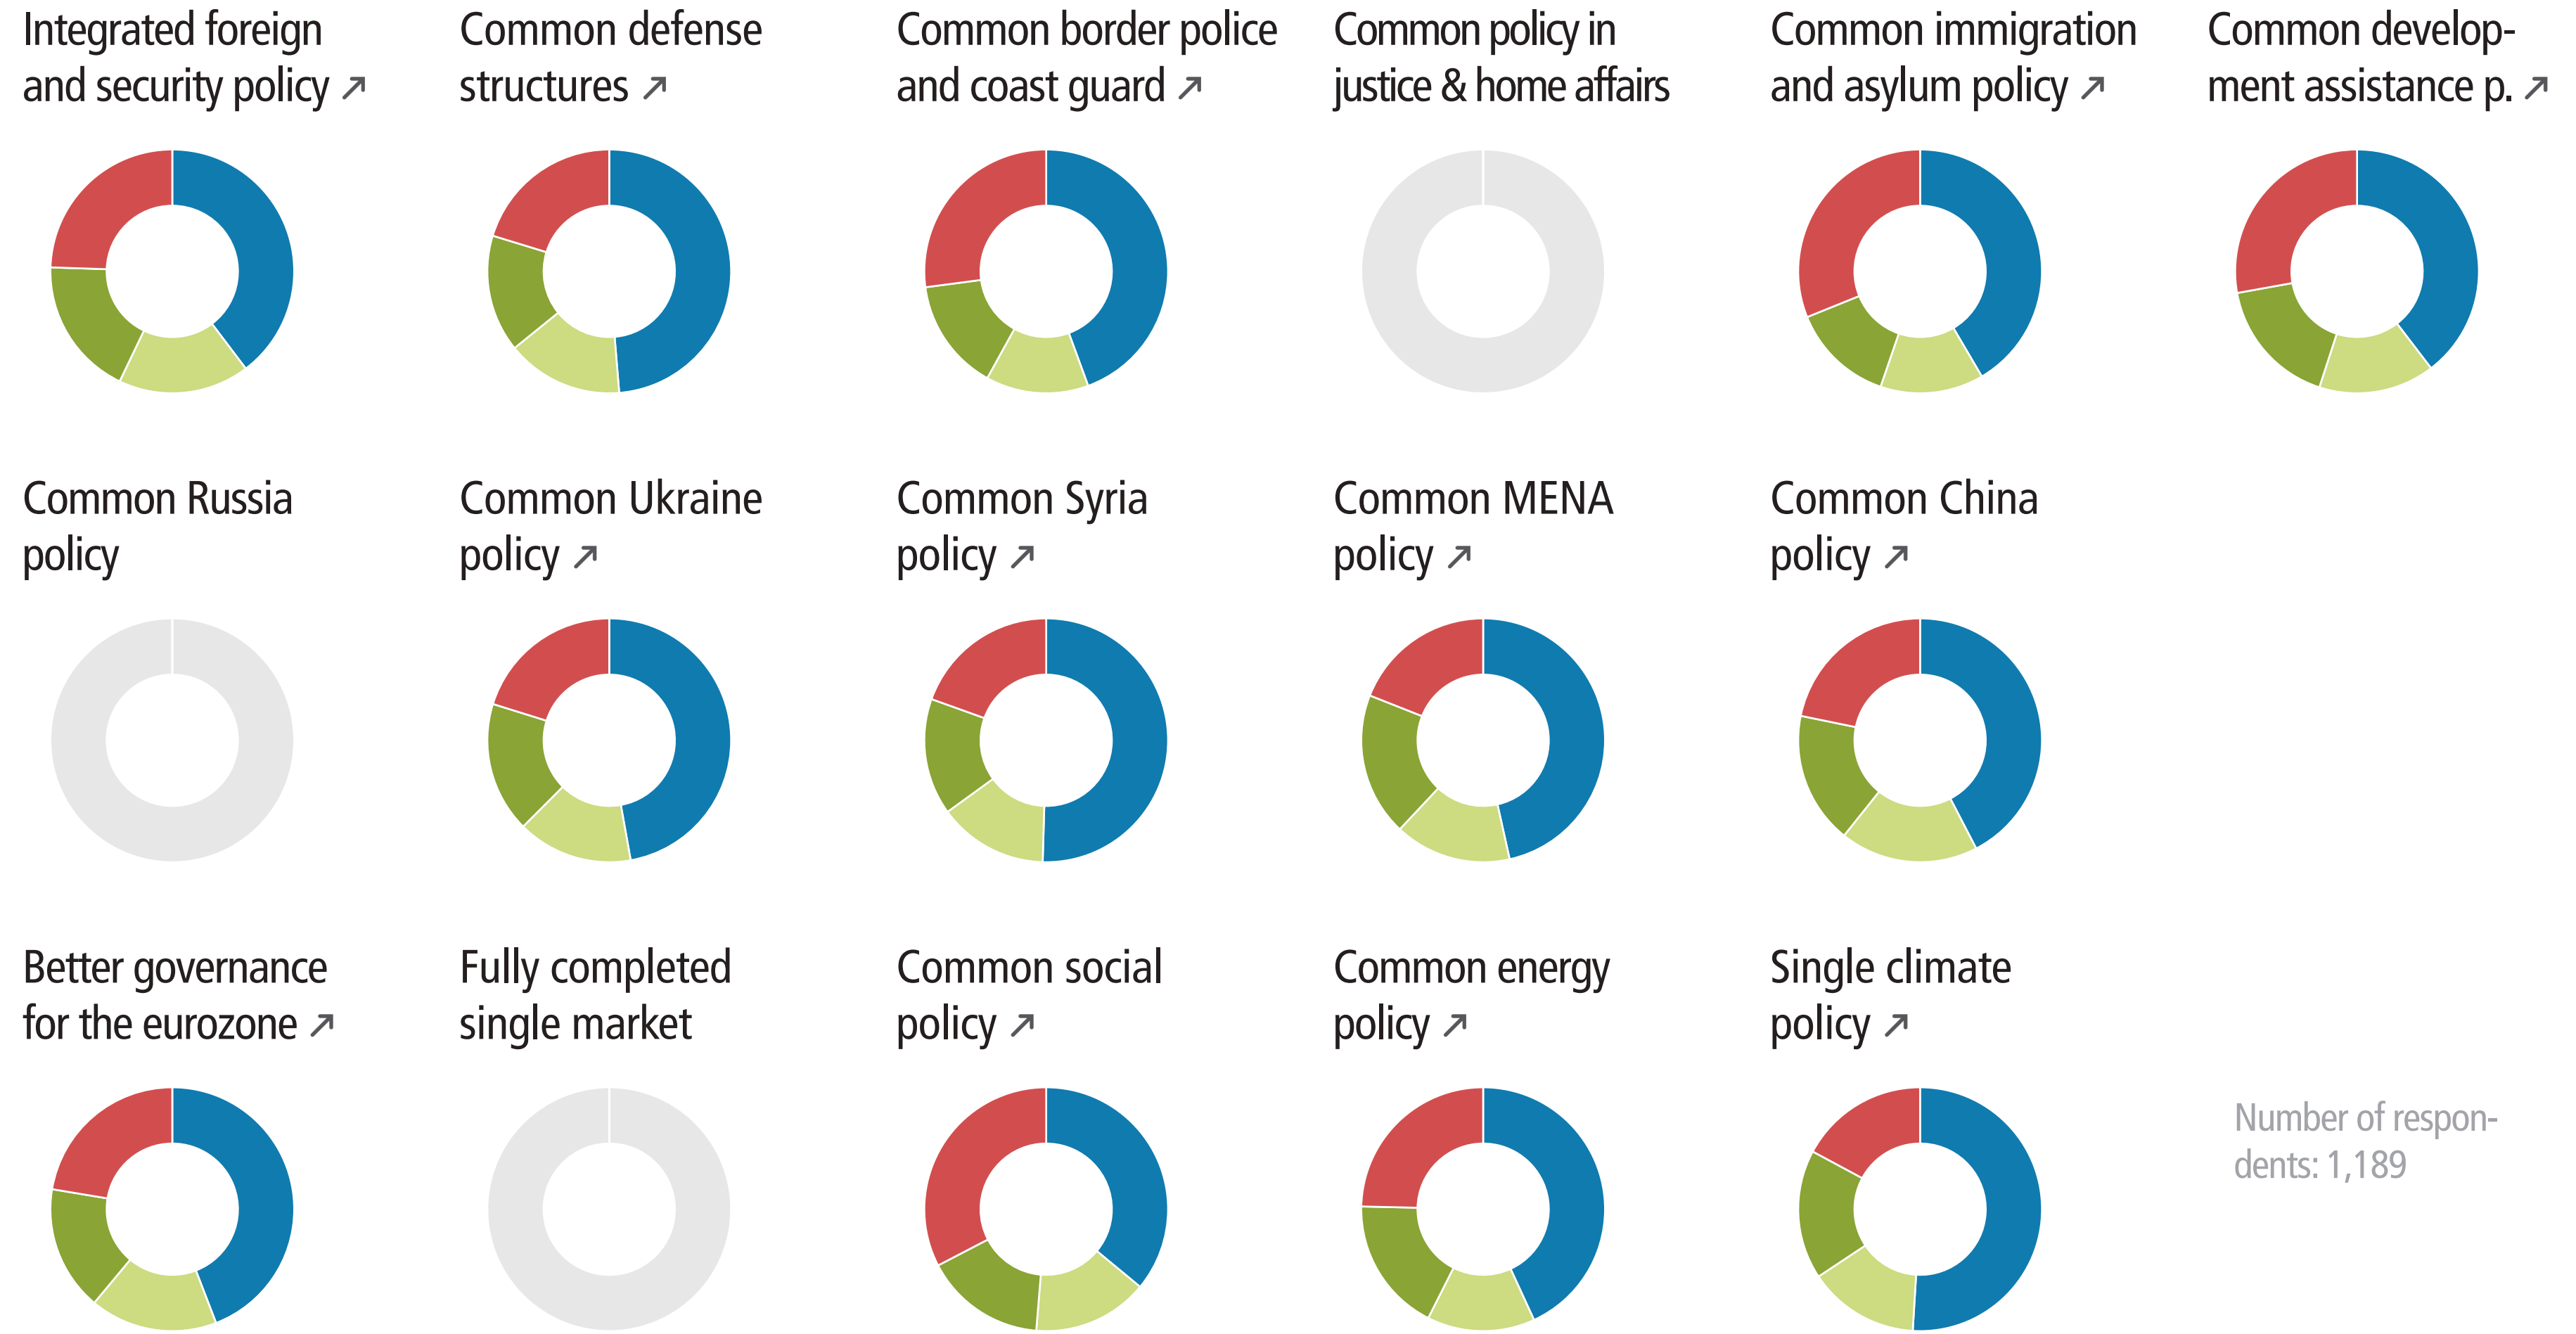 Integrated foreign
and security policy ↗
Common defense
structures ↗
Common border police
and coast guard ↗
Common policy in
justice & home affairs
Common immigration
and asylum policy ↗
Common develop-
ment assistance p. ↗
Common Russia
policy
Common Ukraine
policy ↗
Common Syria
policy ↗
Common MENA
policy ↗
Common China
policy ↗
Better governance
for the eurozone ↗
Fully completed
single market
Common social
policy ↗
Common energy
policy ↗
Single climate
policy ↗
Number of respon-
dents: 1,189